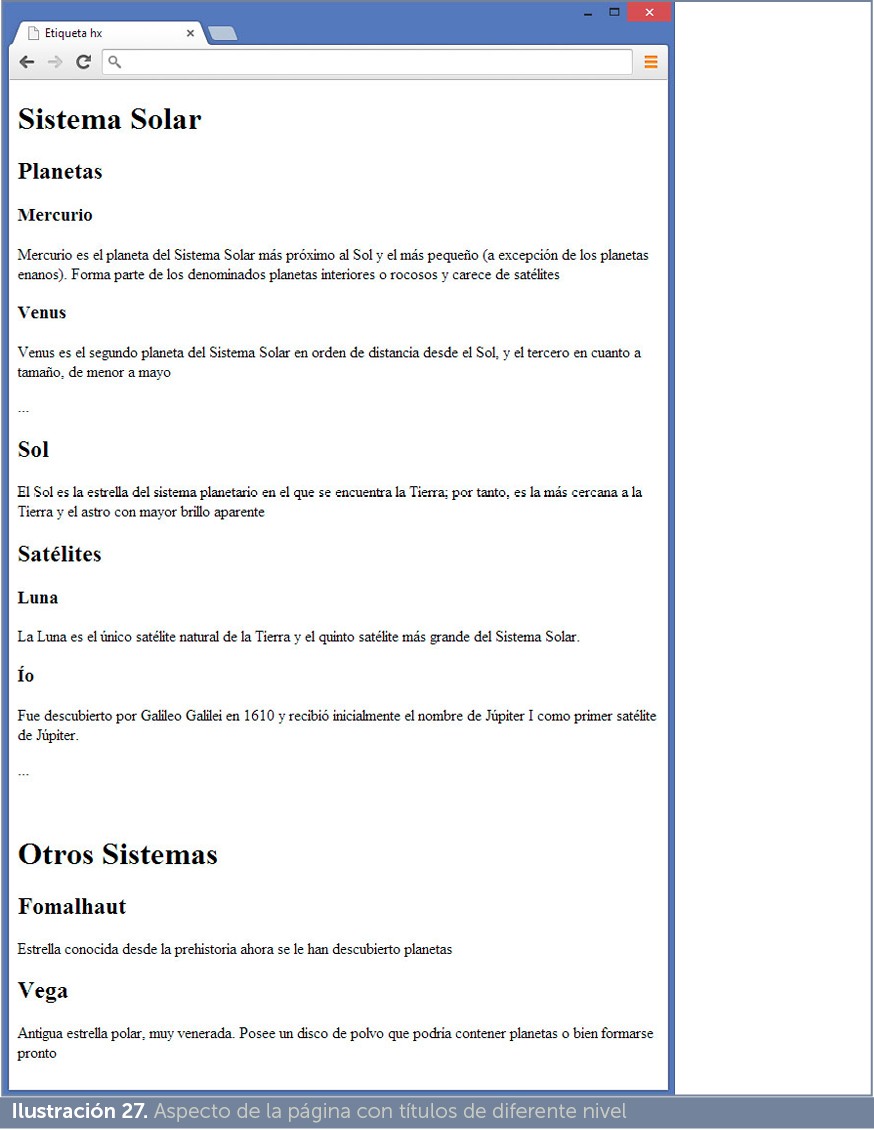 Etiqueta hx
Sistema Solar
Planetas
Mercurio
Mercurio es el planeta del Sistema Solar más próximo al Sol y el más pequeño (a excepción de los planetas
enanos). Forma parte de los denominados planetas interiores o rocosos y carece de satélites
Venus
Venus es el segundo planeta del Sistema Solar en orden de distancia desde el Sol, y el tercero en cuanto a
tamaño, de menor a mayo
...
Sol
El Sol es la estrella del sistema planetario en el que se encuentra la Tierra; por tanto, es la más cercana a la
Tierra y el astro con mayor brillo aparente
Satélites
Luna
La Luna es el único satélite natural de la Tierra y el quinto satélite más grande del Sistema Solar.
Ío
Fue descubierto por Galileo Galilei en 1610 y recibió inicialmente el nombre de Júpiter I como primer satélite
de Júpiter.
...
Otros Sistemas
Fomalhaut
Estrella conocida desde la prehistoria ahora se le han descubierto planetas
Vega
Antigua estrella polar, muy venerada. Posee un disco de polvo que podría contener planetas o bien formarse
pronto
Ilustración 27. Aspecto de la página con títulos de diferente nivel